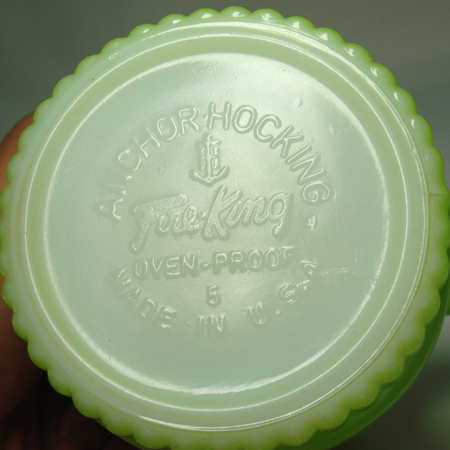 ANCHOR HOCKING
Fire-King
OVEN-PROOF
5
MADE IN U.S.A.